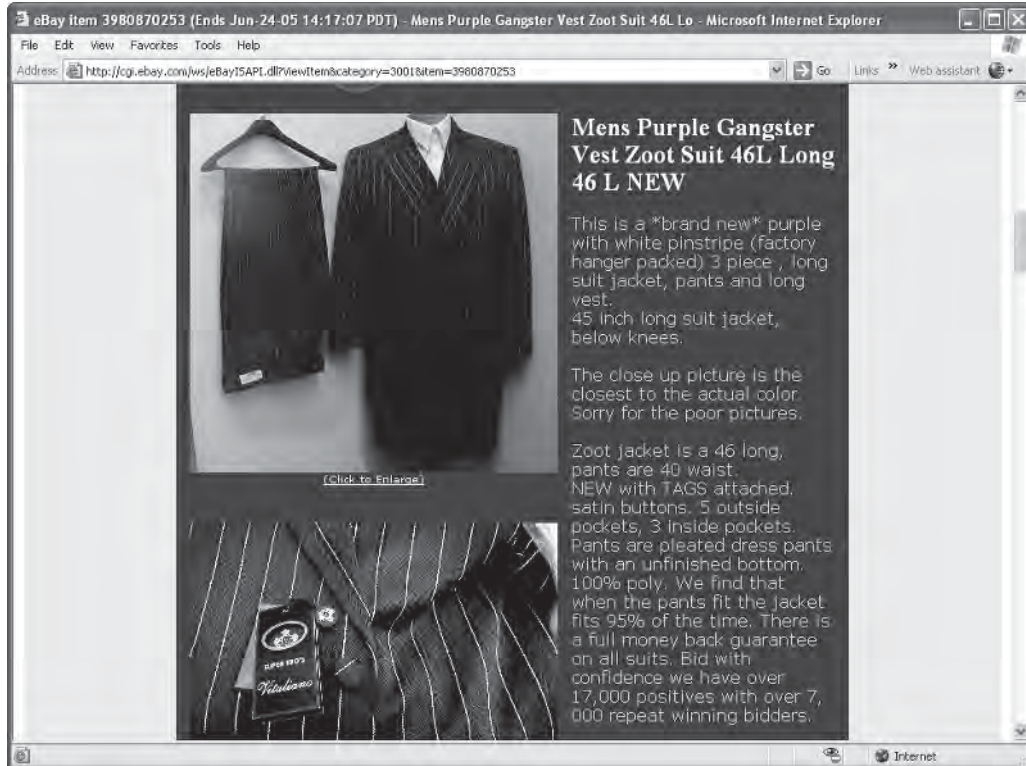 eBay item 3980870253 (Ends Jun-24-05 14:17:07 PDT) - Mens Purple Gangster Vest Zoot Suit 46L Lo - Microsoft Internet Explorer
File Edit View Favorites Tools Help
Address http://cgi.ebay.com/ws/eBayISAPI.dll?ViewItem&category=3001&item=3980870253 Go Links » Web assistant
Mens Purple Gangster
Vest Zoot Suit 46L Long
46 L NEW
This is a *brand new* purple
with white pinstripe (factory
hanger packed) 3 piece , long
suit jacket, pants and long
vest.
45 inch long suit jacket,
below knees.
The close up picture is the
closest to the actual color.
Sorry for the poor pictures.
Zoot jacket is a 46 long,
pants are 40 waist.
NEW with TAGS attached.
satin buttons. 5 outside
pockets, 3 inside pockets.
Pants are pleated dress pants
with an unfinished bottom.
100% poly. We find that
when the pants fit the jacket
fits 95% of the time. There is
a full money back guarantee
on all suits. Bid with
confidence we have over
17,000 positives with over 7,
000 repeat winning bidders.
(Click to Enlarge)
SUPER 150'S
Vitaliano
Internet